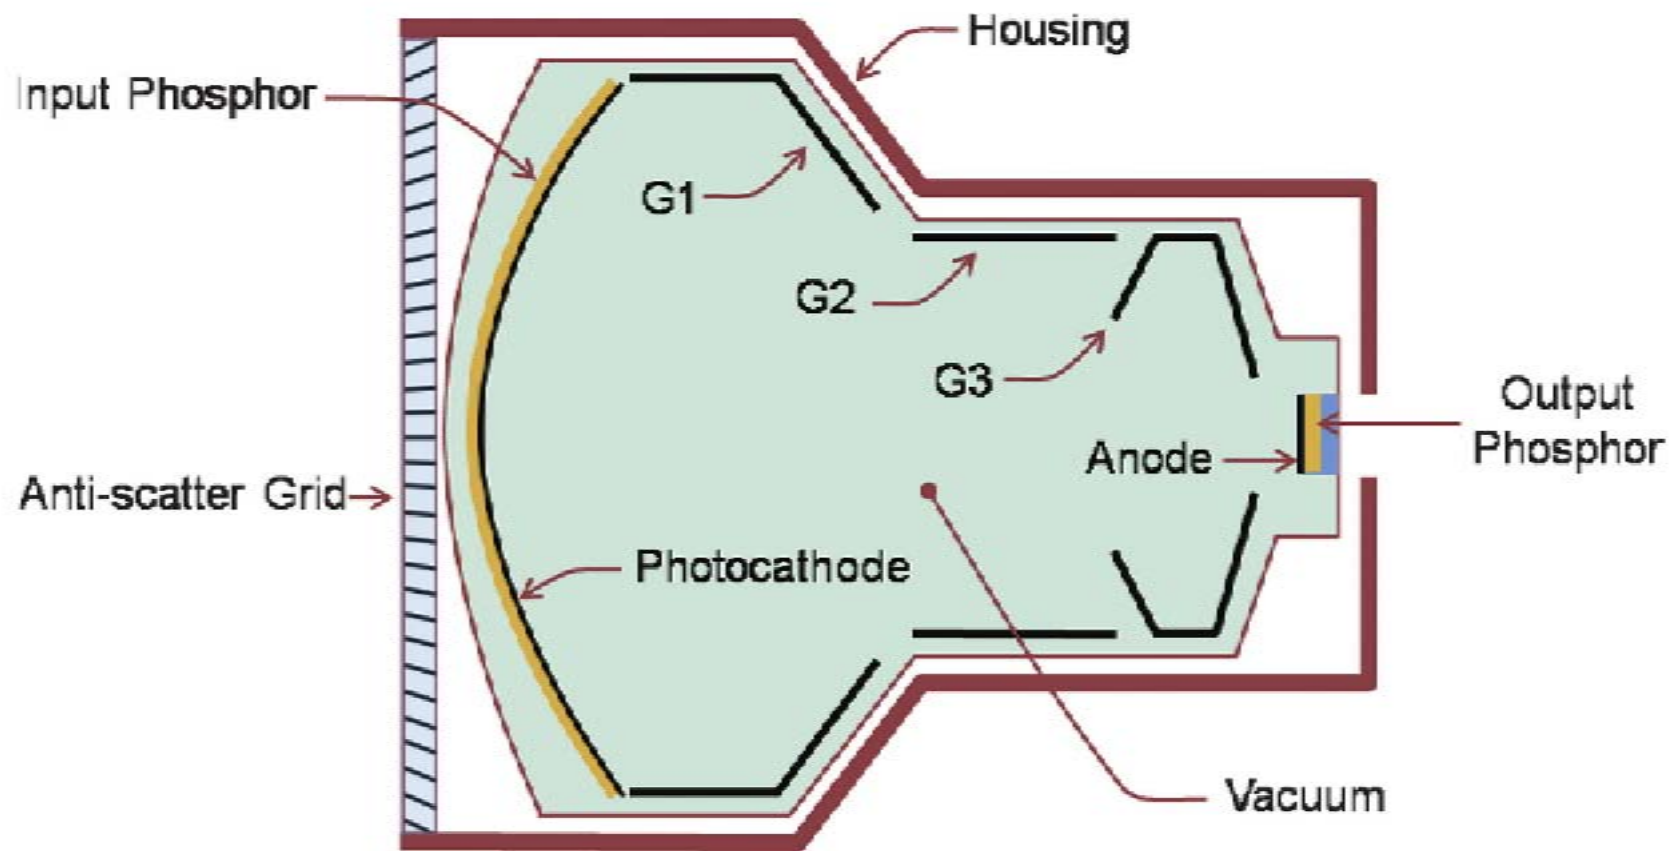 Housing
Input Phosphor
G1
G2
G3
Output
Phosphor
Anode
Anti-scatter Grid
Photocathode
Vacuum